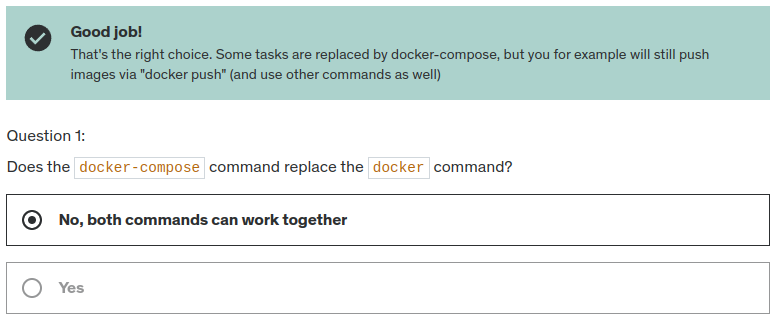 Good job!
That's the right choice. Some tasks are replaced by docker-compose, but you for example will still push
images via "docker push" (and use other commands as well)
Question 1:
Does the docker-compose command replace the docker command?
No, both commands can work together
Yes